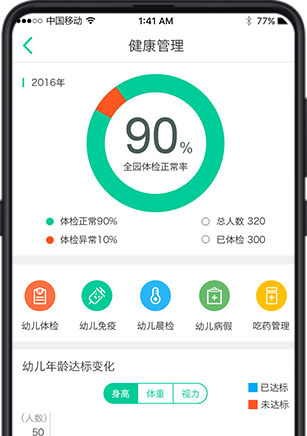 中国移动 1:41 AM 77%
健康管理
2016年
90%
全园体检正常率
体检正常90% 总人数 320
体检异常10% 已体检 300
幼儿体检 幼儿免疫 幼儿晨检 幼儿病假 吃药管理
幼儿年龄达标变化
身高 体重 视力 已达标
未达标
(人数)
50